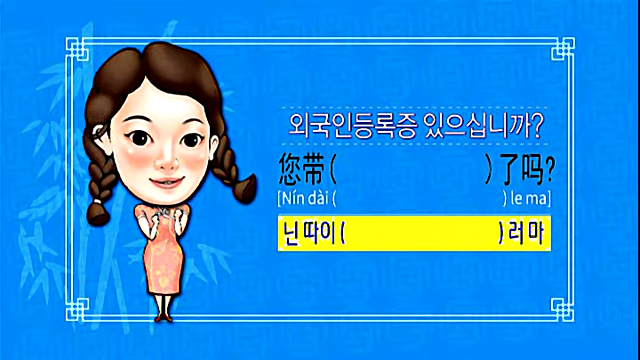 외국인등록증 있으십니까?
您带( )了吗?
[Nín dài ( ) le ma]
닌 따이 ( ) 러 마